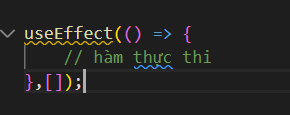 useEffect(() => {
// hàm thực thi
},[]);